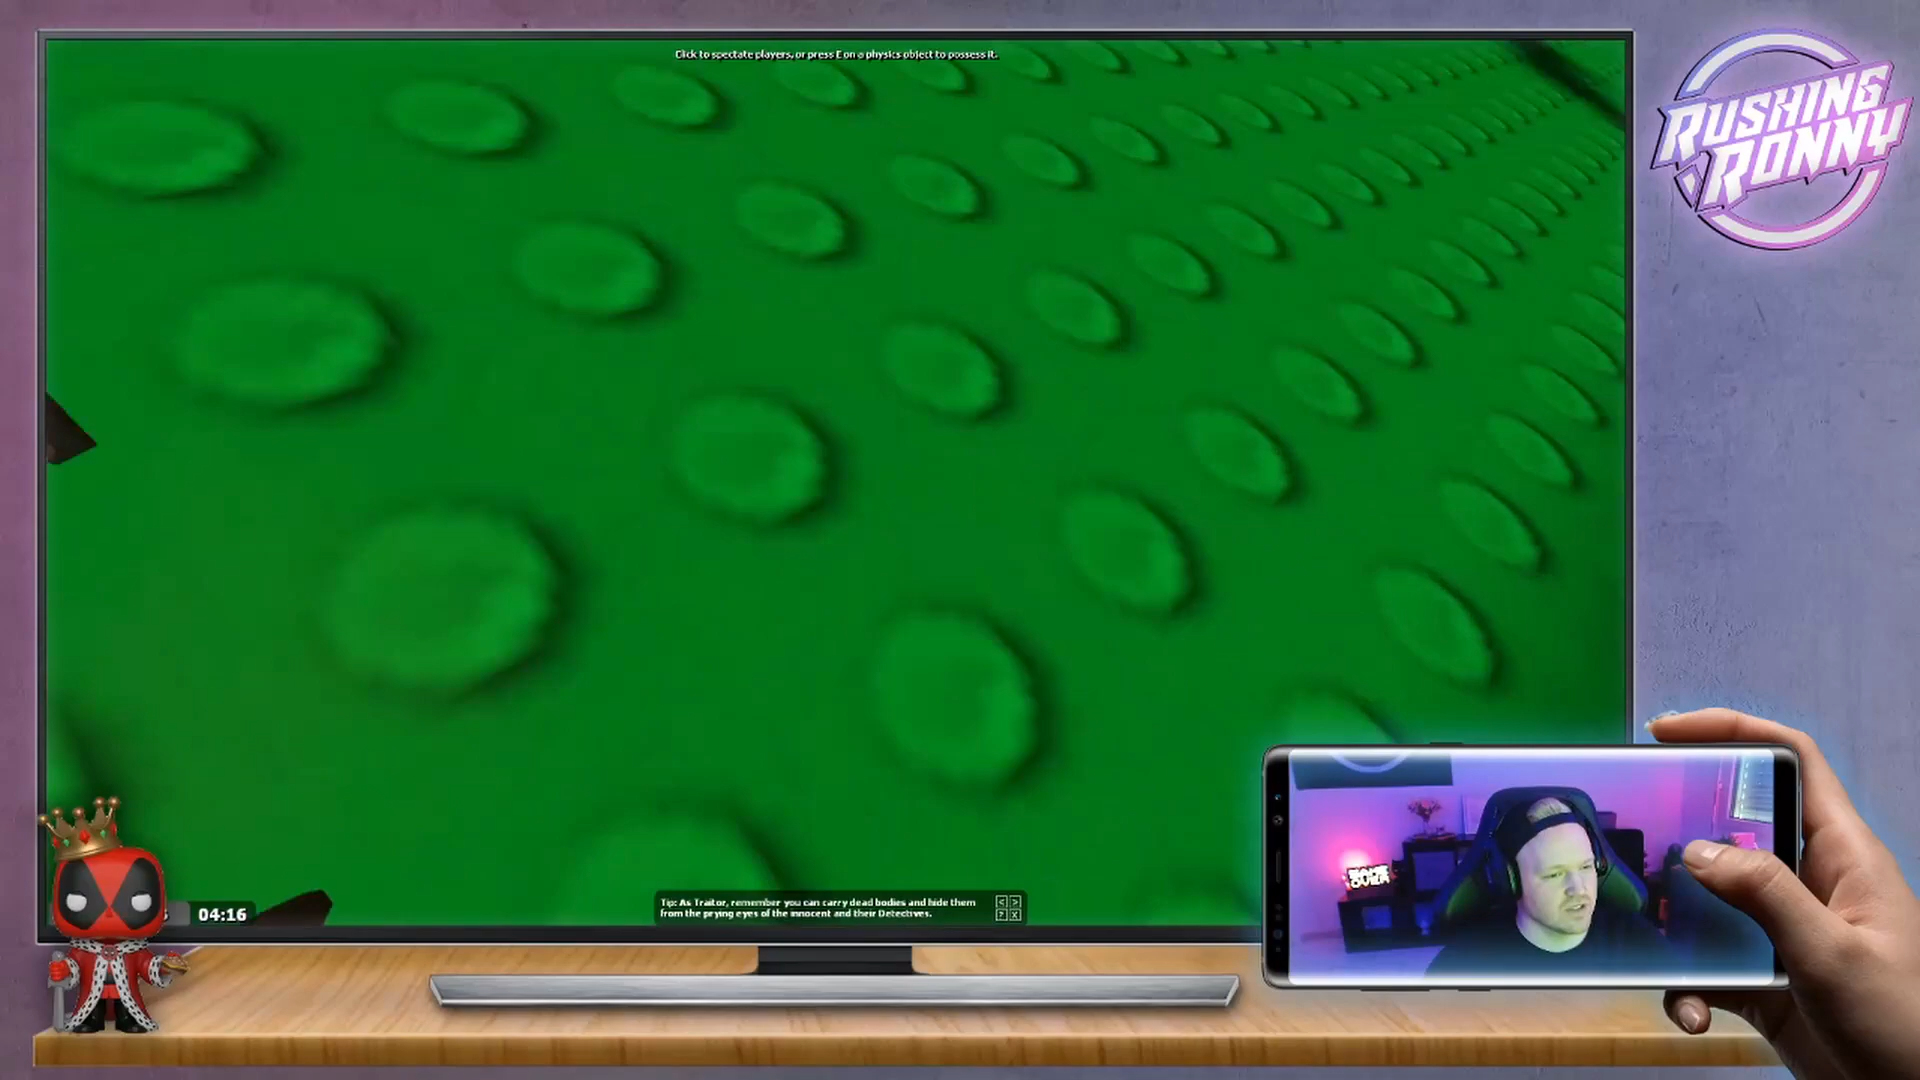 Click to spectate players, or press E on a physics object to possess it.
RUSHING
RONNY
GAME
OVER
04:16
Tip: As Traitor, remember you can carry dead bodies and hide them
from the prying eyes of the innocent and their Detectives.